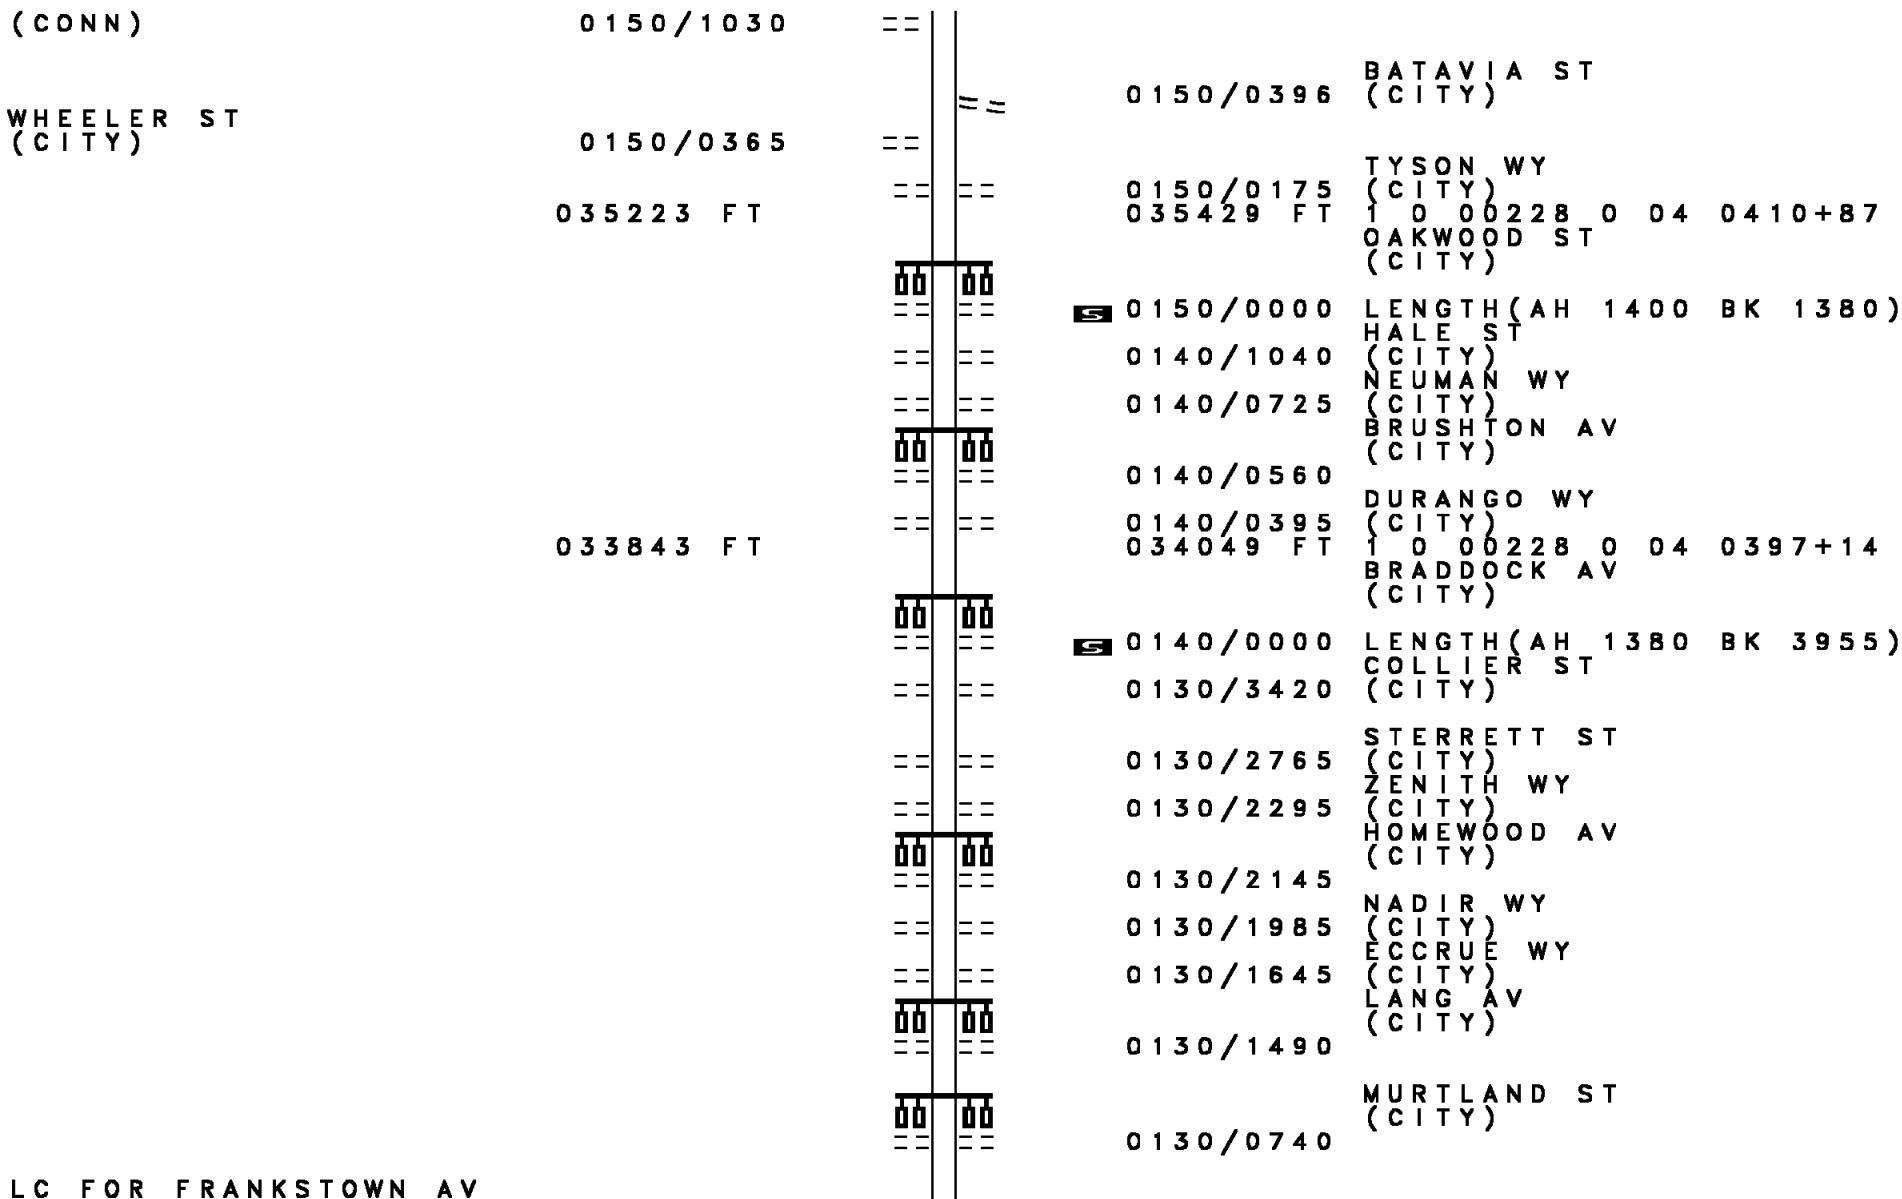 (CONN) 0150/1030
BATAVIA ST
0150/0396 (CITY)
WHEELER ST
(CITY) 0150/0365
TYSON WY
0150/0175 (CITY)
035223 FT 035429 FT 1 0 00228 0 04 0410+87
OAKWOOD ST
(CITY)
S 0150/0000 LENGTH(AH 1400 BK 1380)
HALE ST
0140/1040 (CITY)
NEUMAN WY
0140/0725 (CITY)
BRUSHTON AV
(CITY)
0140/0560
DURANGO WY
0140/0395 (CITY)
033843 FT 034049 FT 1 0 00228 0 04 0397+14
BRADDOCK AV
(CITY)
S 0140/0000 LENGTH(AH 1380 BK 3955)
COLLIER ST
0130/3420 (CITY)
STERRETT ST
0130/2765 (CITY)
ZENITH WY
0130/2295 (CITY)
HOMEWOOD AV
(CITY)
0130/2145
NADIR WY
0130/1985 (CITY)
ECCRUE WY
0130/1645 (CITY)
LANG AV
(CITY)
0130/1490
MURTLAND ST
(CITY)
0130/0740
LC FOR FRANKSTOWN AV